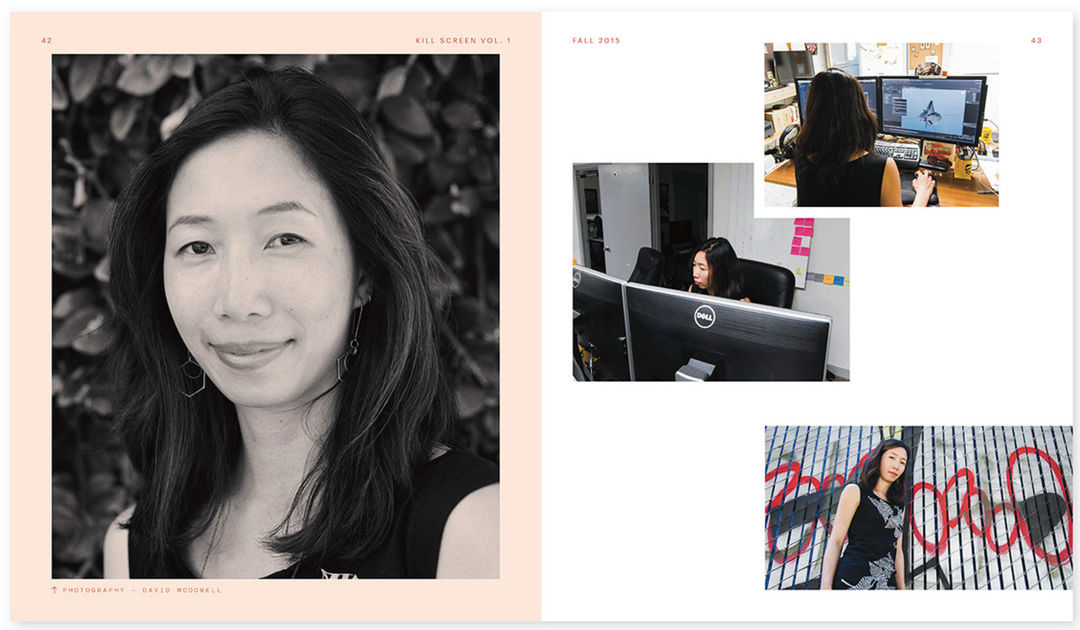 42
KILL SCREEN VOL. 1
FALL 2015
43
DELL
↑ PHOTOGRAPHY — DAVID MCDOWELL